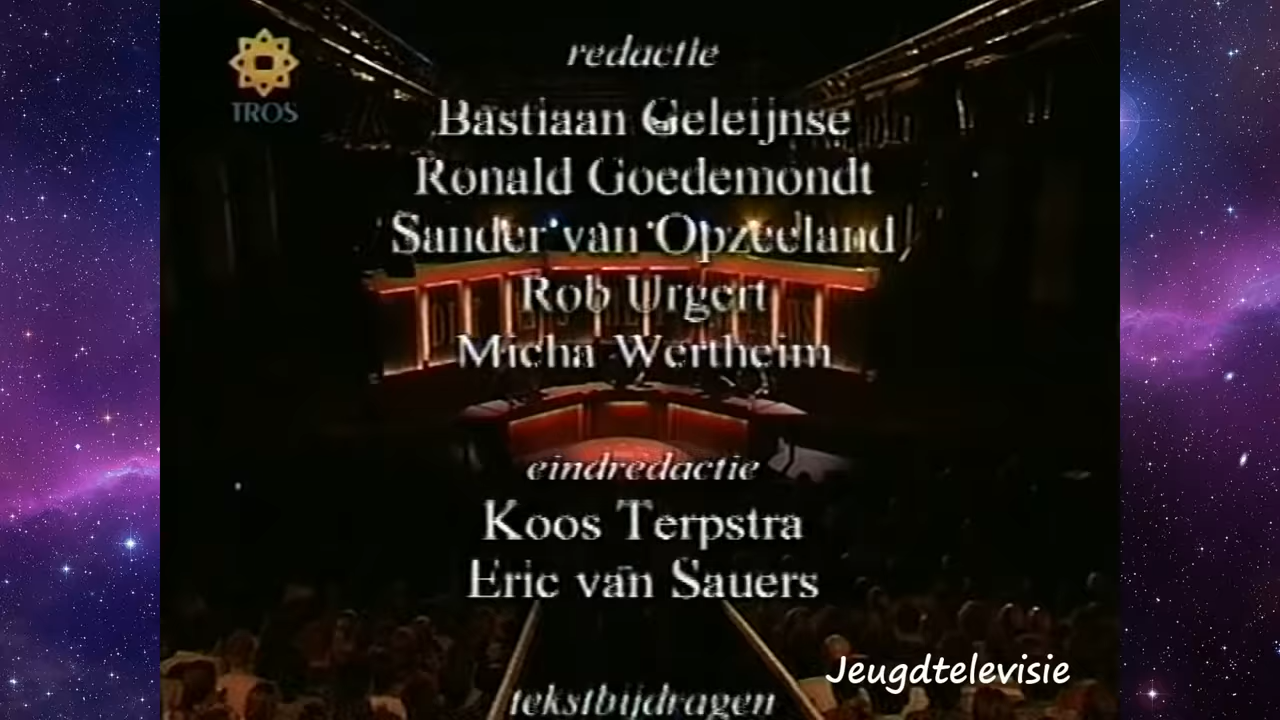 TROS
redactie
Bastiaan Geleijnse
Ronald Goedemondt
Sander van Opzeeland
Rob Urgert
Micha Wertheim
eindredactie
Koos Terpstra
Eric van Sauers
tekstbijdragen
Jeugdtelevisie